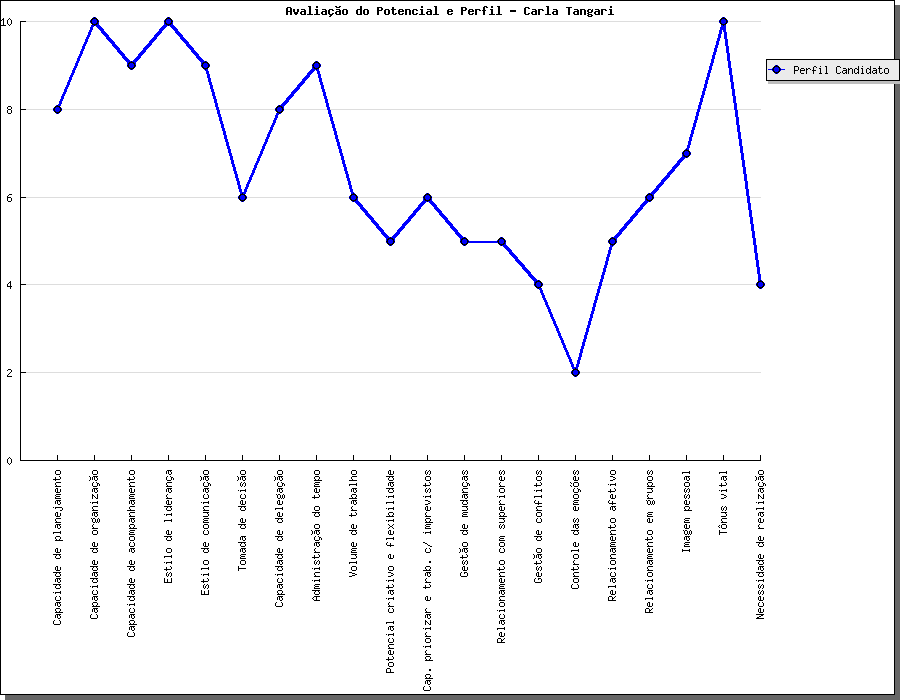 Avaliação do Potencial e Perfil - Carla Tangari
10
8
6
4
2
0
Perfil Candidato
Capacidade de planejamento
Capacidade de organização
Capacidade de acompanhamento
Estilo de liderança
Estilo de comunicação
Tomada de decisão
Capacidade de delegação
Administração do tempo
Volume de trabalho
Potencial criativo e flexibilidade
Cap. priorizar e trab. c/ imprevistos
Gestão de mudanças
Relacionamento com superiores
Gestão de conflitos
Controle das emoções
Relacionamento afetivo
Relacionamento em grupos
Imagem pessoal
Tônus vital
Necessidade de realização